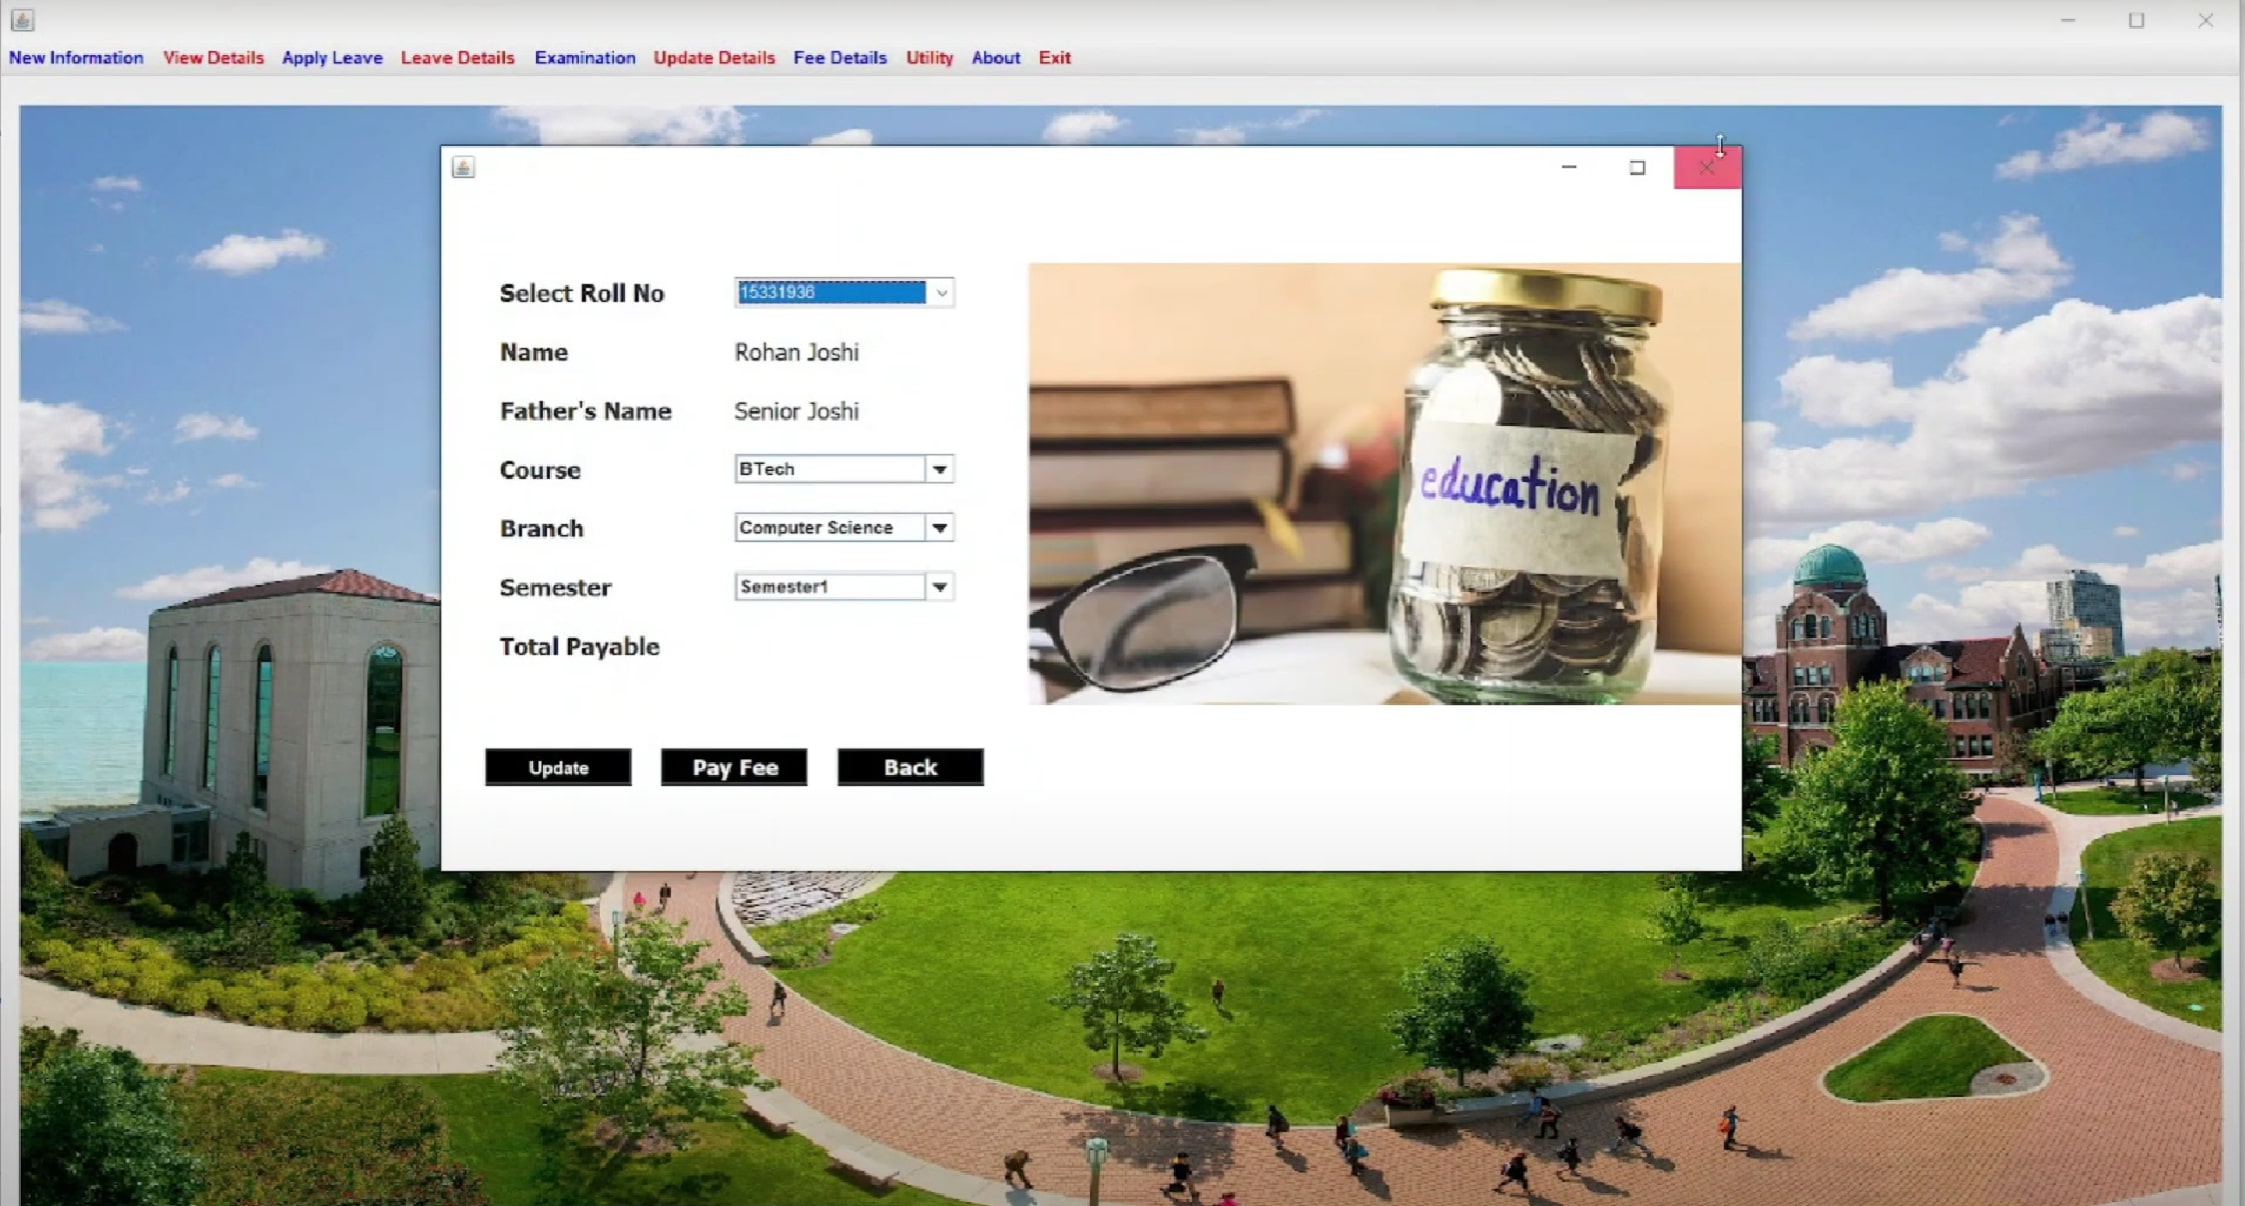 New Information View Details Apply Leave Leave Details Examination Update Details Fee Details Utility About Exit
Select Roll No 15331936
Name Rohan Joshi
Father's Name Senior Joshi
Course BTech
Branch Computer Science
Semester Semester1
Total Payable
education
Update Pay Fee Back